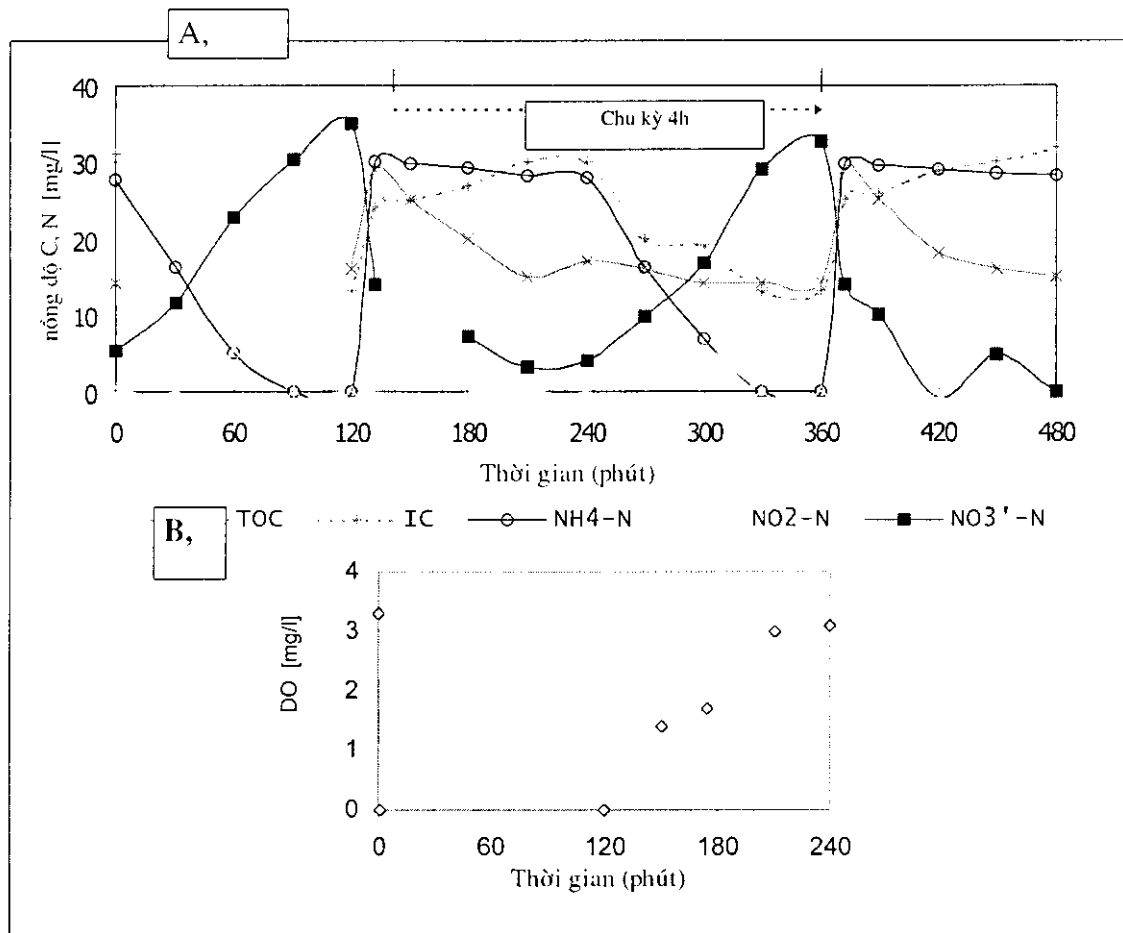 A,
40
30
20
10
0
nồng độ C, N [mg/l]
Chu kỳ 4h
0 60 120 180 240 300 360 420 480
Thời gian (phút)
B,
TOC IC NH4-N NO2-N NO3'-N
4
3
2
1
0
DO [mg/l]
0 60 120 180 240
Thời gian (phút)